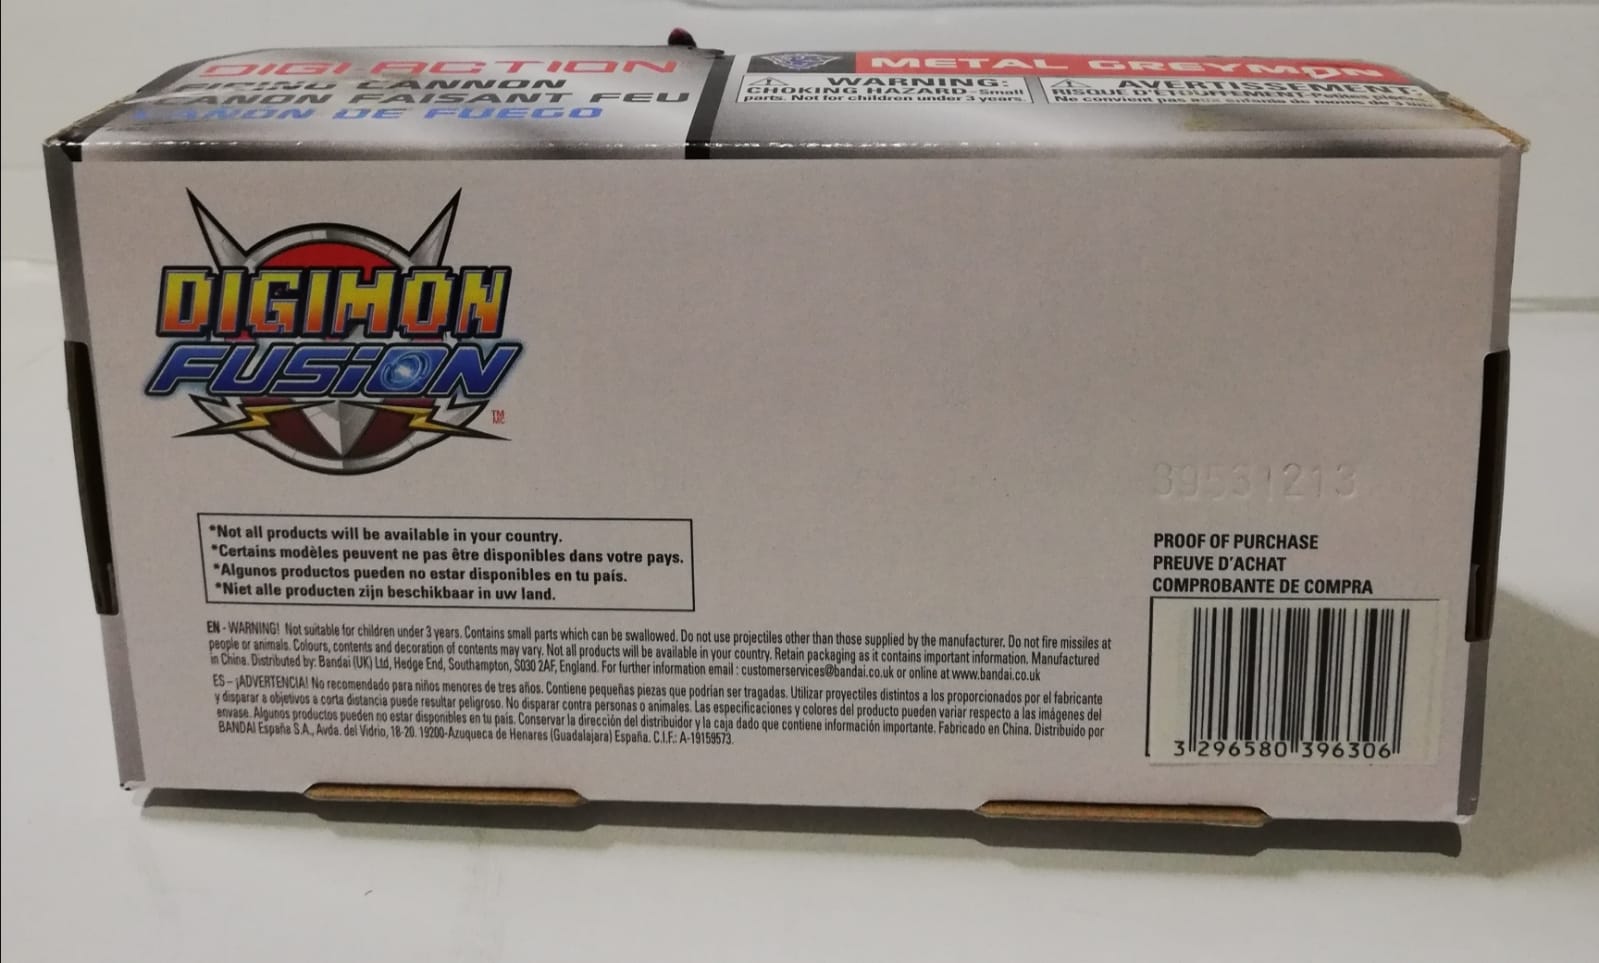 DIGI ACTION
FIRING CANNON
CANON FAISANT FEU
CANÓN DE FUEGO
METAL GREYMON
WARNING:
CHOKING HAZARD-Small
parts. Not for children under 3 years.
AVERTISSEMENT:
RISQUE D'ÉTOUFFEMENT-
Ne convient pas aux enfants de moins de 3
DIGIMON
FUSiON
TM
MC
39531213
*Not all products will be available in your country.
*Certains modèles peuvent ne pas être disponibles dans votre pays.
*Algunos productos pueden no estar disponibles en tu país.
*Niet alle producten zijn beschikbaar in uw land.
EN - WARNING! Not suitable for children under 3 years. Contains small parts which can be swallowed. Do not use projectiles other than those supplied by the manufacturer. Do not fire missiles at
people or animals. Colours, contents and decoration of contents may vary. Not all products will be available in your country. Retain packaging as it contains important information. Manufactured
in China. Distributed by: Bandai (UK) Ltd, Hedge End, Southampton, SO30 2AF, England. For further information email : customerservices@bandai.co.uk or online at www.bandai.co.uk
ES - ¡ADVERTENCIA! No recomendado para niños menores de tres años. Contiene pequeñas piezas que podrían ser tragadas. Utilizar proyectiles distintos a los proporcionados por el fabricante
y disparar a objetivos a corta distancia puede resultar peligroso. No disparar contra personas o animales. Las especificaciones y colores del producto pueden variar respecto a las imágenes del
envase. Algunos productos pueden no estar disponibles en tu país. Conservar la dirección del distribuidor y la caja dado que contiene información importante. Fabricado en China. Distribuido por
BANDAI España S.A., Avda. del Vidrio, 18-20. 19200-Azuqueca de Henares (Guadalajara) España. C.I.F.: A-19159573.
PROOF OF PURCHASE
PREUVE D'ACHAT
COMPROBANTE DE COMPRA
3 296580 396306